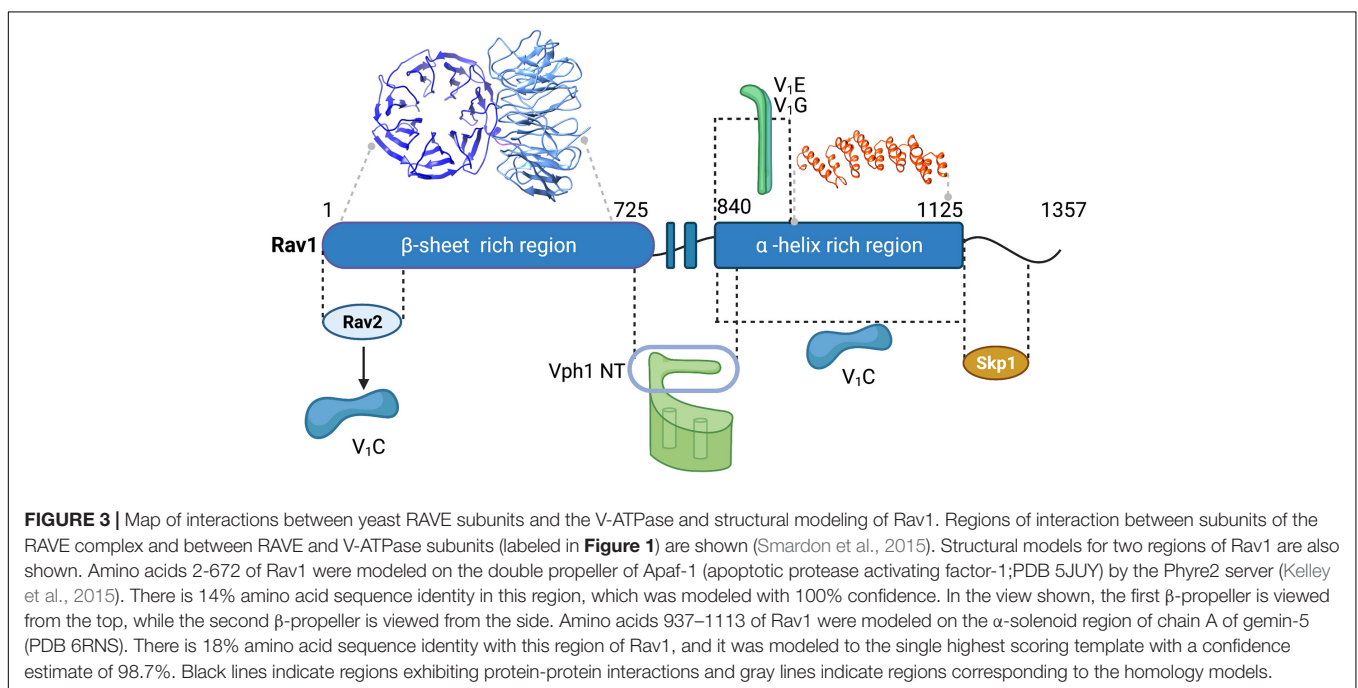 V₁E
V₁G
1
725
840
1125
1357
Rav1
β-sheet rich region
α -helix rich region
Rav2
Vph1 NT
V₁C
Skp1
V₁C
FIGURE 3 | Map of interactions between yeast RAVE subunits and the V-ATPase and structural modeling of Rav1. Regions of interaction between subunits of the
RAVE complex and between RAVE and V-ATPase subunits (labeled in Figure 1) are shown (Smardon et al., 2015). Structural models for two regions of Rav1 are also
shown. Amino acids 2-672 of Rav1 were modeled on the double propeller of Apaf-1 (apoptotic protease activating factor-1;PDB 5JUY) by the Phyre2 server (Kelley
et al., 2015). There is 14% amino acid sequence identity in this region, which was modeled with 100% confidence. In the view shown, the first β-propeller is viewed
from the top, while the second β-propeller is viewed from the side. Amino acids 937–1113 of Rav1 were modeled on the α-solenoid region of chain A of gemin-5
(PDB 6RNS). There is 18% amino acid sequence identity with this region of Rav1, and it was modeled to the single highest scoring template with a confidence
estimate of 98.7%. Black lines indicate regions exhibiting protein-protein interactions and gray lines indicate regions corresponding to the homology models.